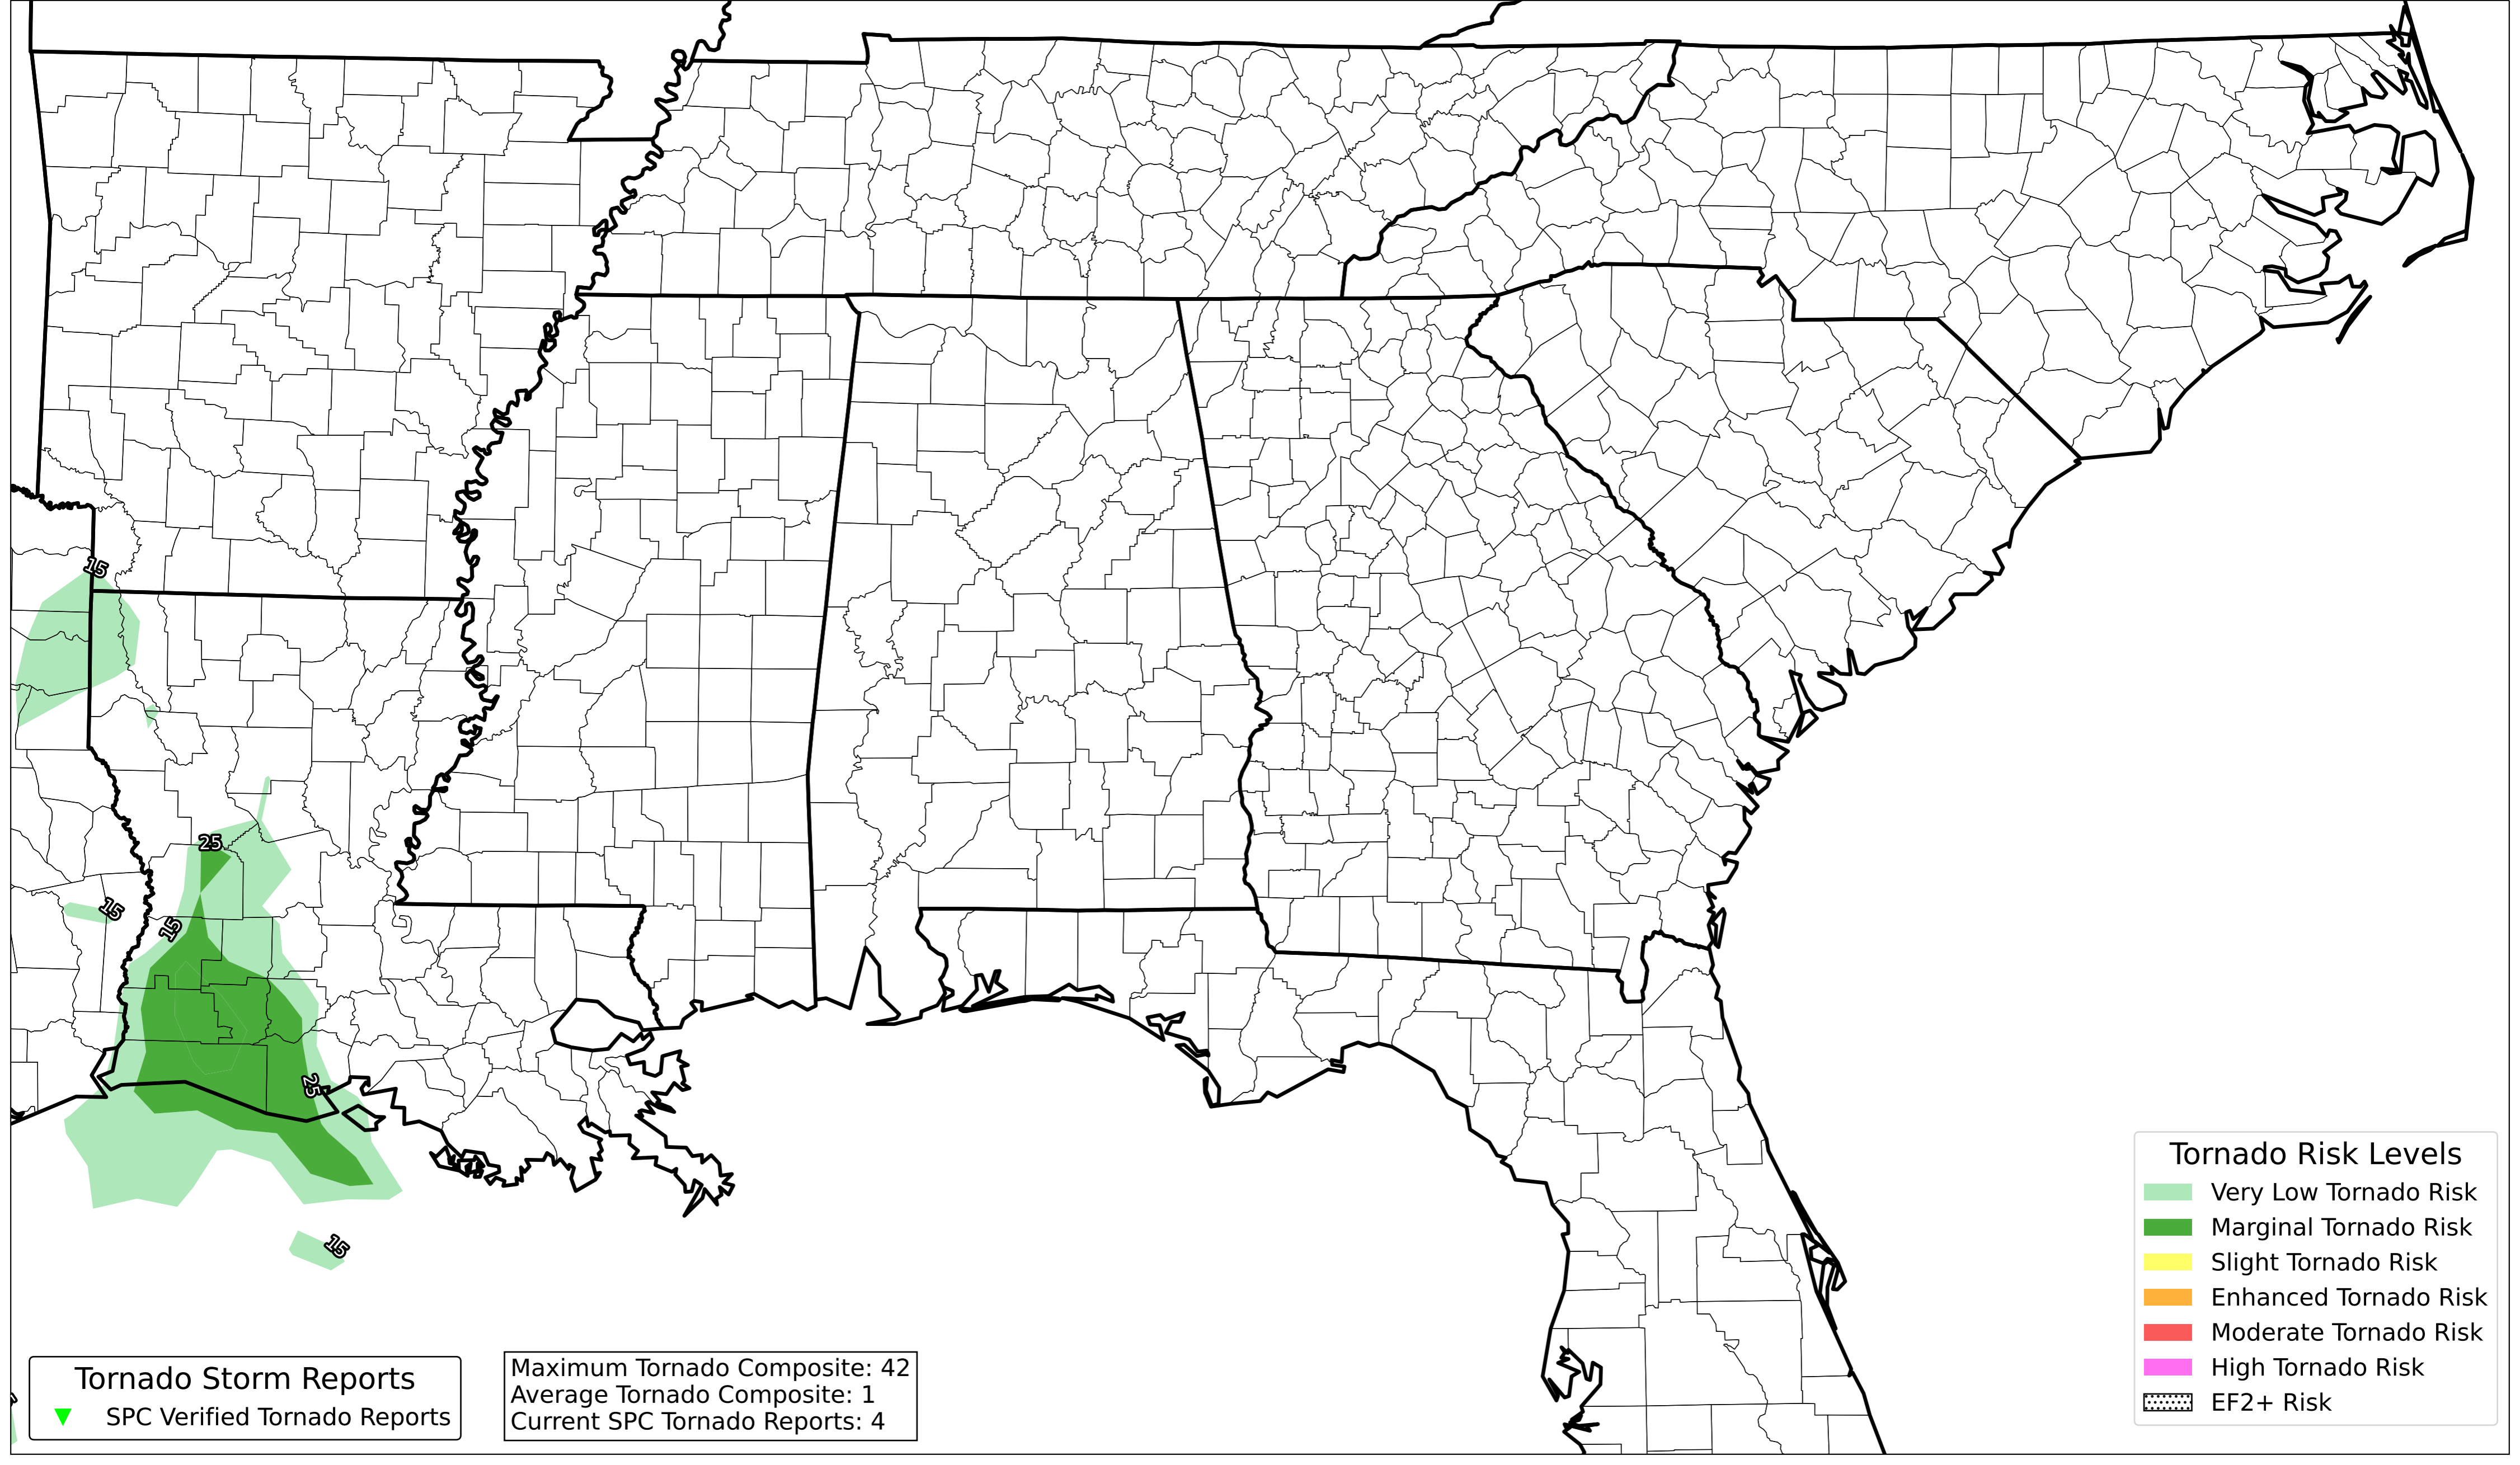 15
25
15
15
25
15
Tornado Risk Levels
Very Low Tornado Risk
Marginal Tornado Risk
Slight Tornado Risk
Enhanced Tornado Risk
Moderate Tornado Risk
High Tornado Risk
EF2+ Risk
Tornado Storm Reports
SPC Verified Tornado Reports
Maximum Tornado Composite: 42
Average Tornado Composite: 1
Current SPC Tornado Reports: 4